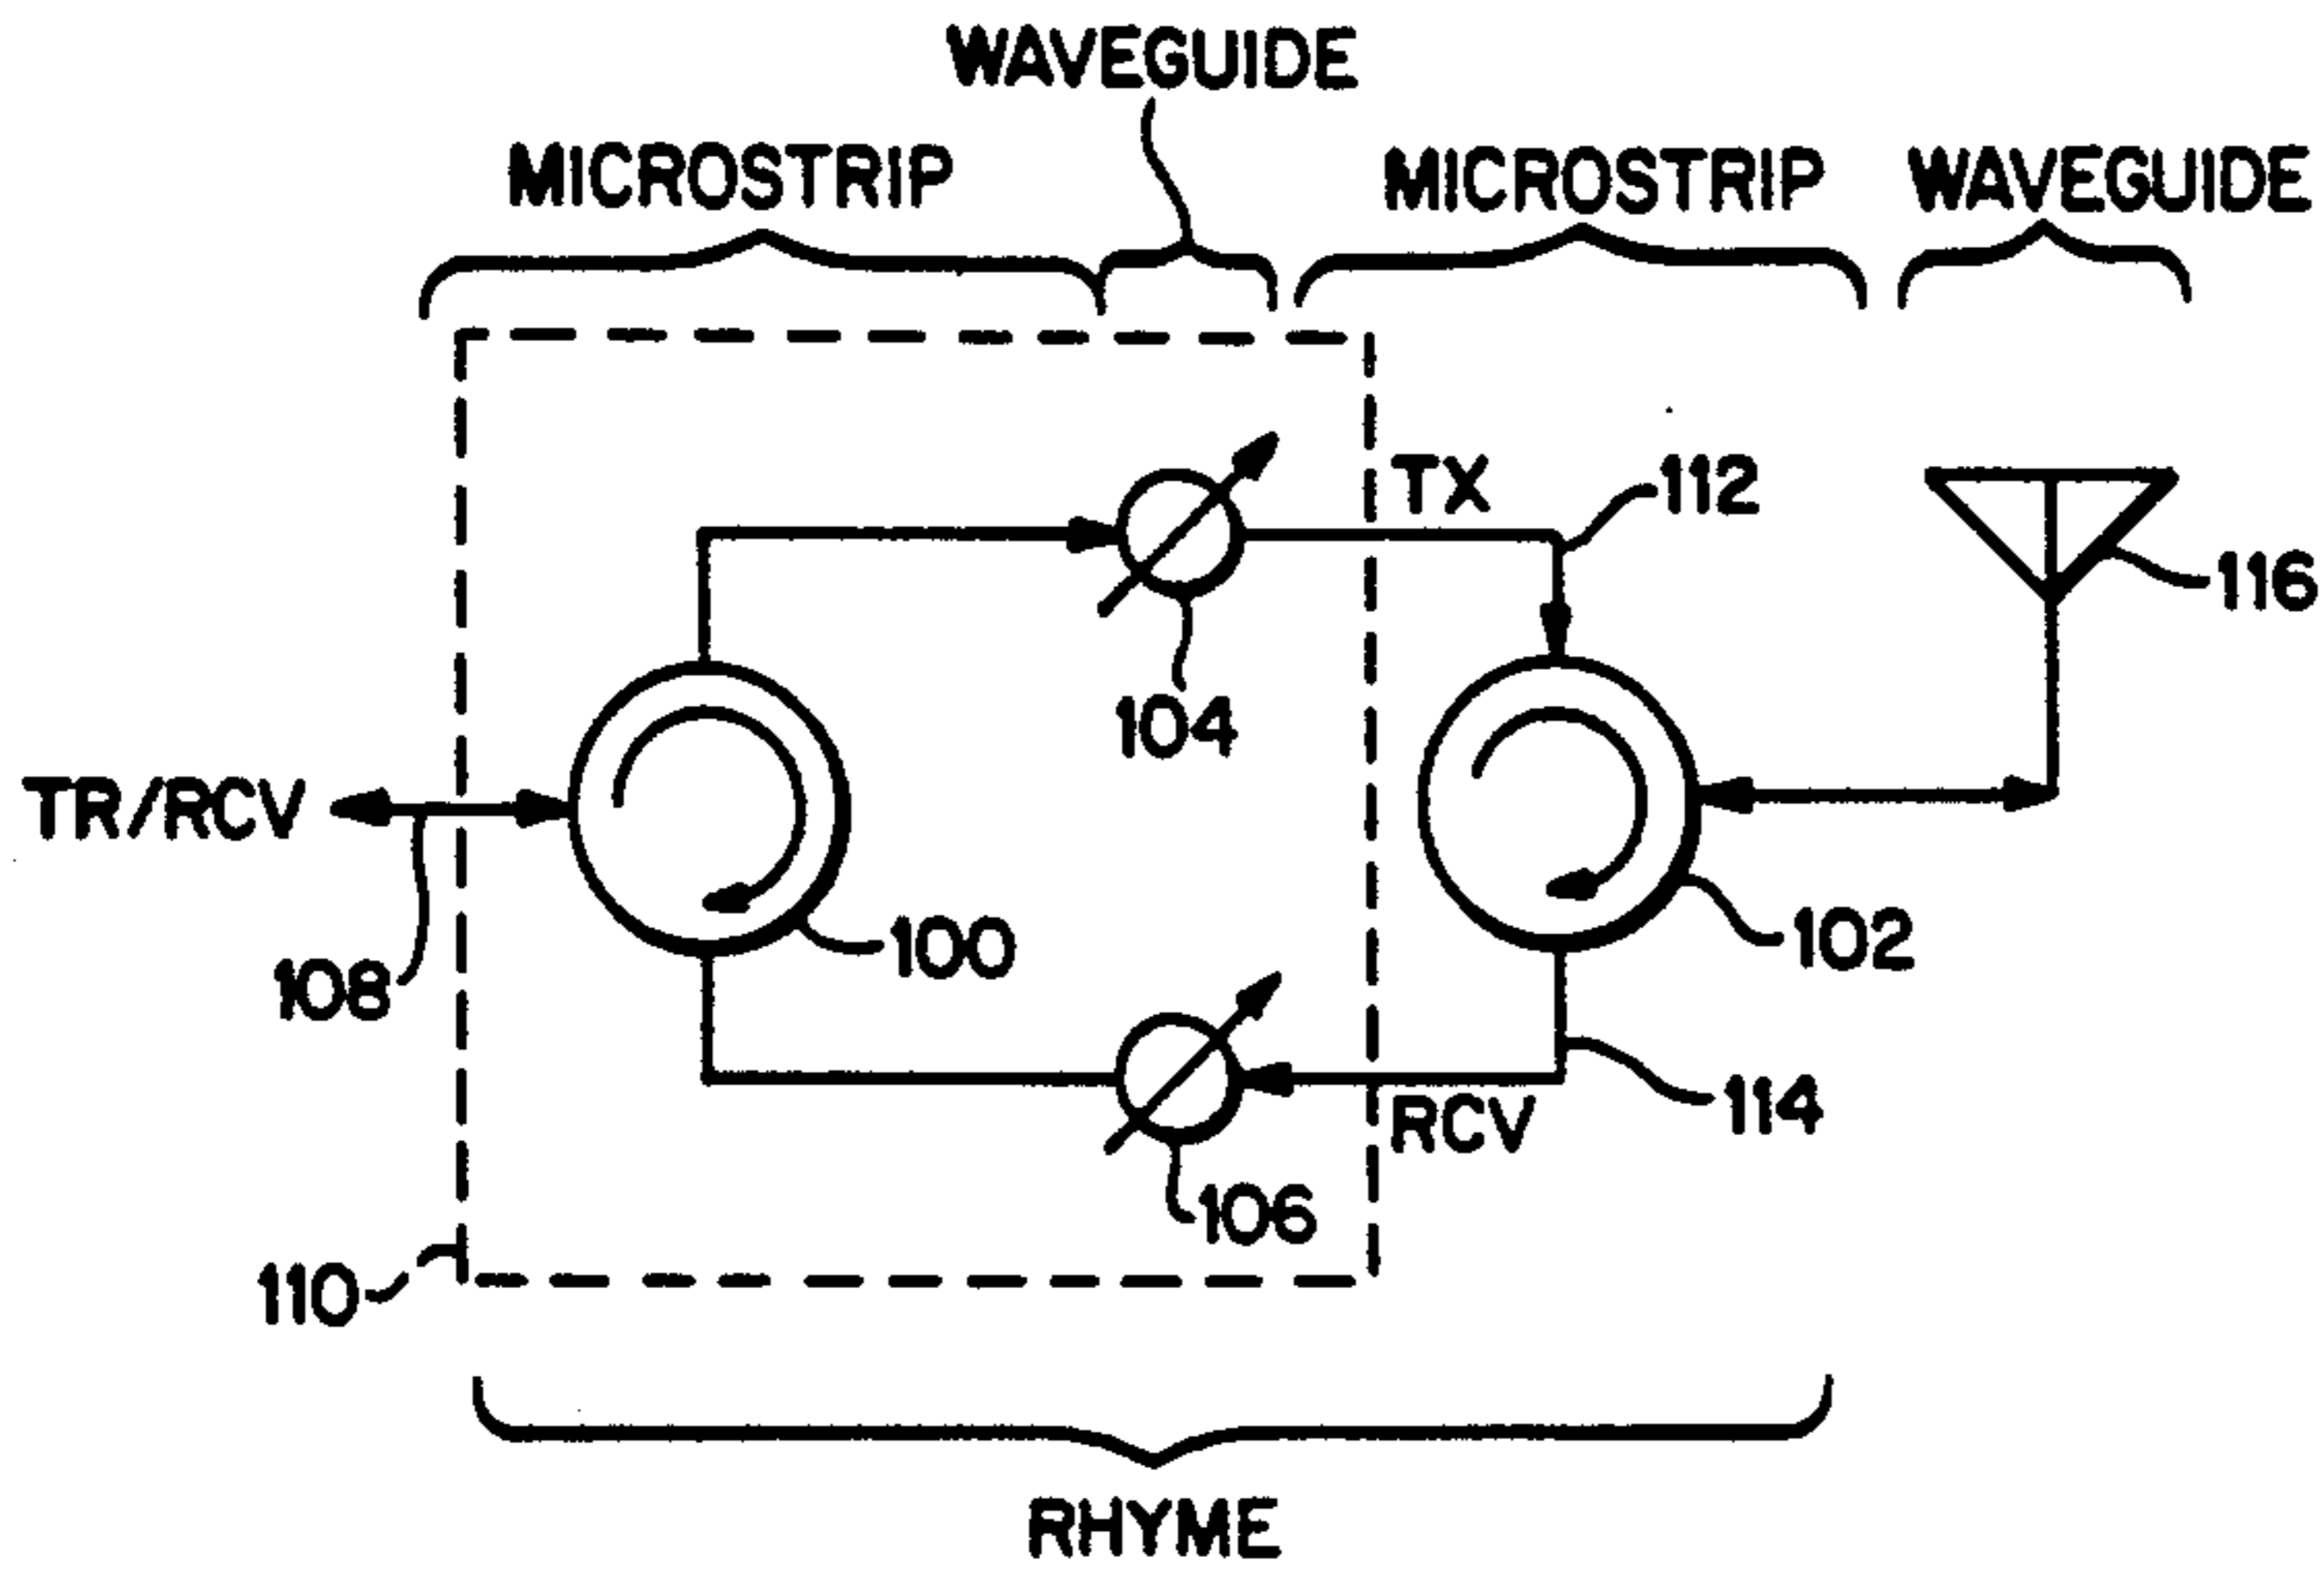 WAVEGUIDE
MICROSTRIP
MICROSTRIP
WAVEGUIDE
TX
112
116
104
TR/RCV
100
102
108
114
RCV
106
110
RHYME